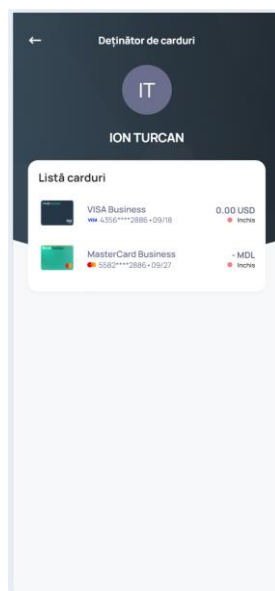 Deținător de carduri
IT
ION TURCAN
Listă carduri
VISA Business 0.00 USD
VISA 4356****2886•09/18 Inchis
MasterCard Business - MDL
5582****2886•09/27 Inchis